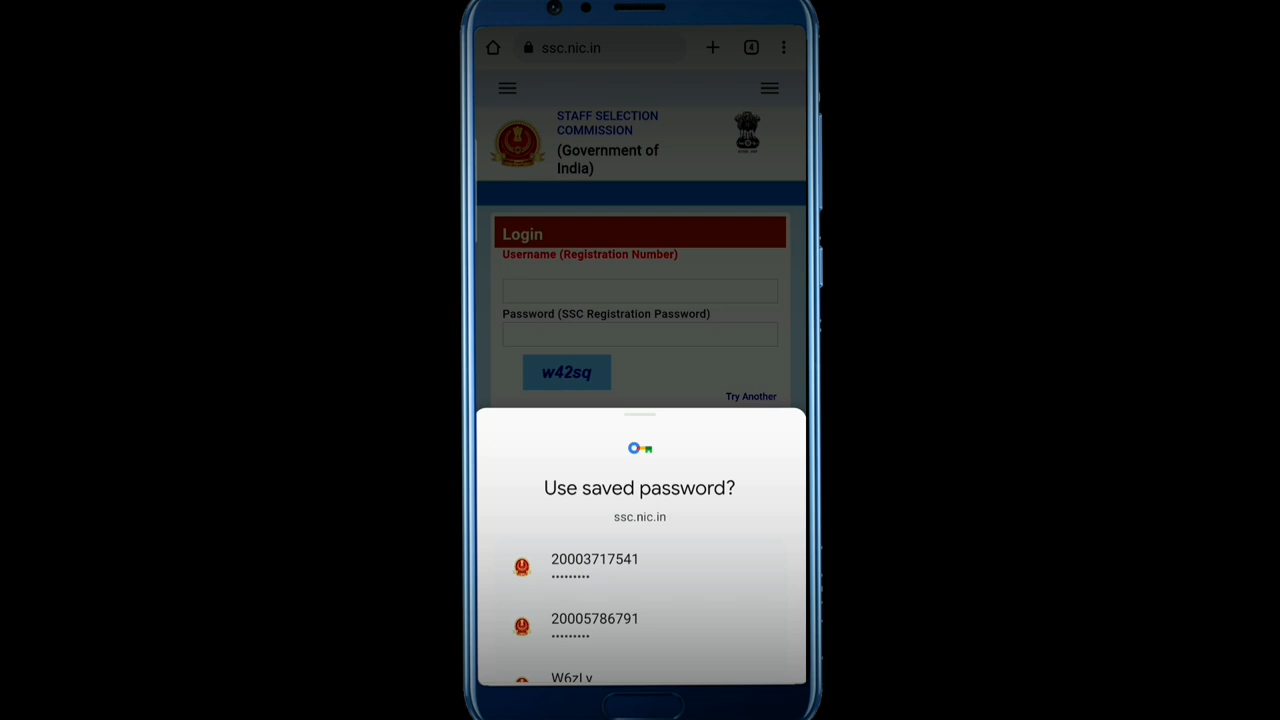 ssc.nic.in
4
STAFF SELECTION
COMMISSION
(Government of
India)
Login
Username (Registration Number)
Password (SSC Registration Password)
w42sq
Try Another
Use saved password?
ssc.nic.in
20003717541
•••••••••
20005786791
•••••••••